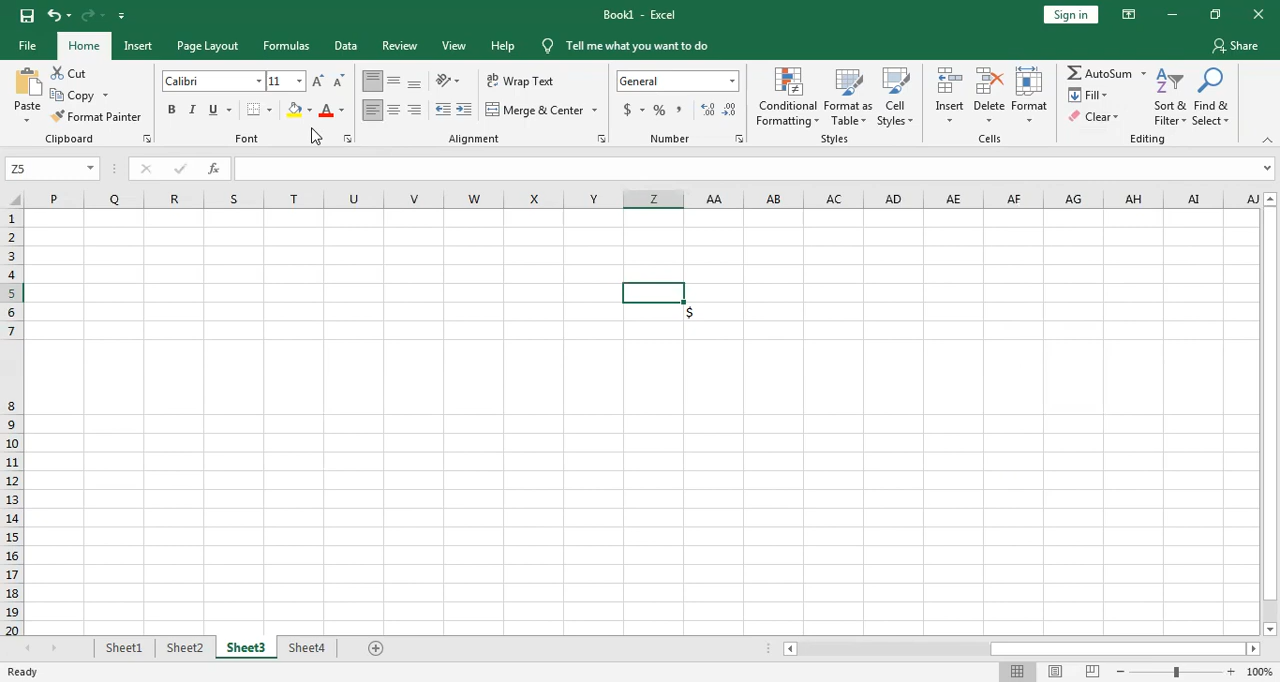 Book1 - Excel
Sign in
File Home Insert Page Layout Formulas Data Review View Help Tell me what you want to do Share
Paste Cut Copy Format Painter Clipboard
Calibri 11 B I U A Font
Wrap Text Merge & Center Alignment
General $ % , Number
Conditional Formatting Format as Table Cell Styles Styles
Insert Delete Format Cells
AutoSum Fill Clear Sort & Filter Find & Select Editing
Z5 fx
P Q R S T U V W X Y Z AA AB AC AD AE AF AG AH AI AJ
1
2
3
4
5
6 $
7
8
9
10
11
12
13
14
15
16
17
18
19
20
Sheet1 Sheet2 Sheet3 Sheet4
Ready 100%